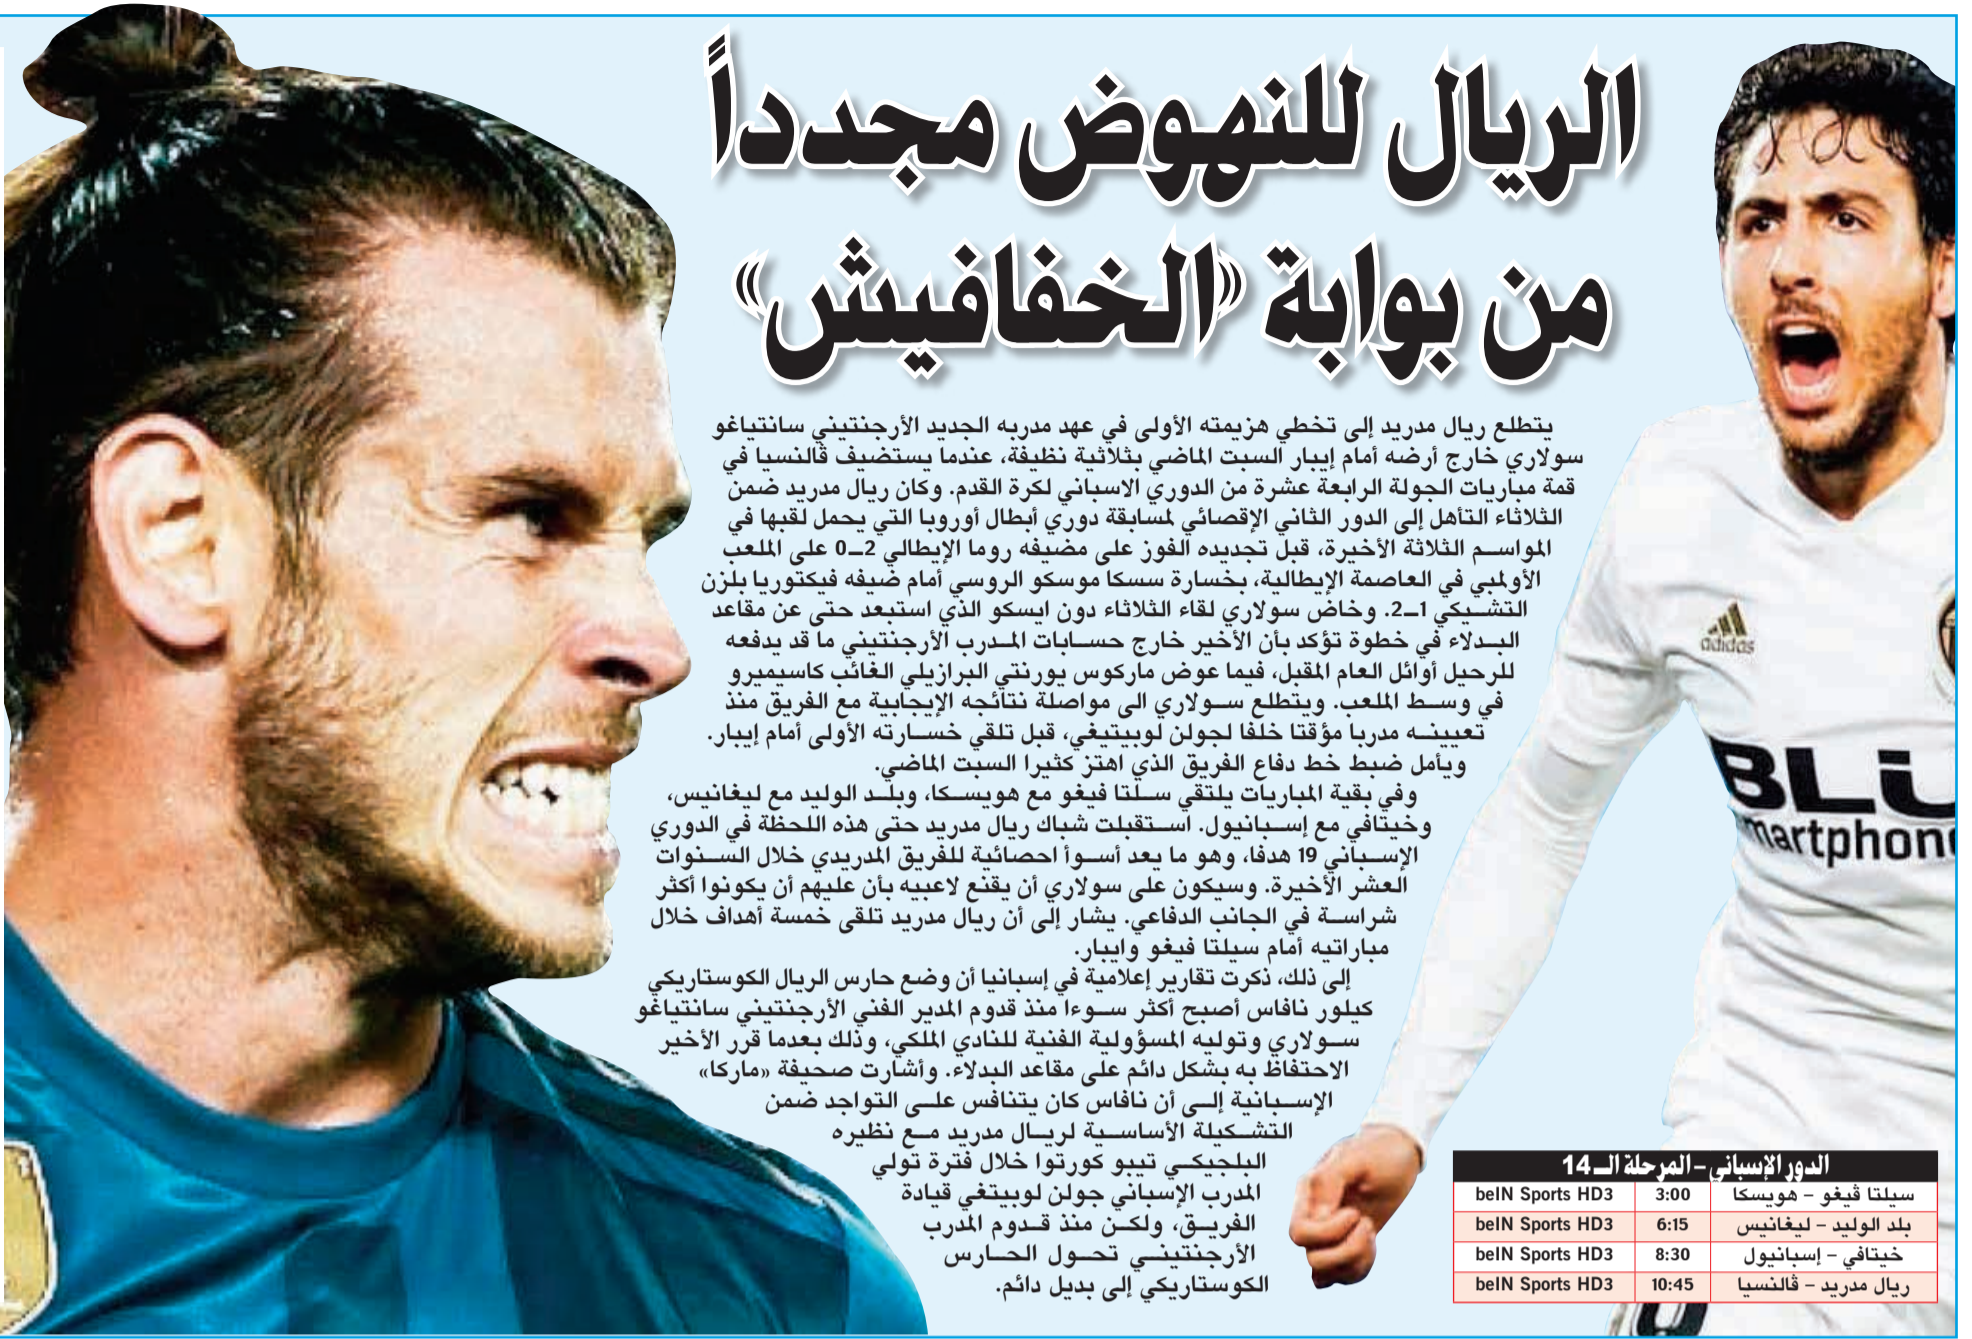 الريال للنهوض مجدداً
من بوابة «الخفافيش»
يتطلع ريال مدريد إلى تخطي هزيمته الأولى في عهد مدربه الجديد الأرجنتيني سانتياغو
سولاري خارج أرضه أمام إيبار السبت الماضي بثلاثية نظيفة، عندما يستضيف ڤالنسيا في
قمة مباريات الجولة الرابعة عشرة من الدوري الاسباني لكرة القدم. وكان ريال مدريد ضمن
الثلاثاء التأهل إلى الدور الثاني الإقصائي لمسابقة دوري أبطال أوروبا التي يحمل لقبها في
المواسم الثلاثة الأخيرة، قبل تجديده الفوز على مضيفه روما الإيطالي 2-0 على الملعب
الأولمبي في العاصمة الإيطالية، بخسارة سسكا موسكو الروسي أمام ضيفه فيكتوريا بلزن
التشيكي 1-2. وخاض سولاري لقاء الثلاثاء دون ايسكو الذي استبعد حتى عن مقاعد
البدلاء في خطوة تؤكد بأن الأخير خارج حسابات المدرب الأرجنتيني ما قد يدفعه
للرحيل أوائل العام المقبل، فيما عوض ماركوس يورنتي البرازيلي الغائب كاسيميرو
في وسط الملعب. ويتطلع سولاري الى مواصلة نتائجه الإيجابية مع الفريق منذ
تعيينه مدربا مؤقتا خلفا لجولن لوبيتيغي، قبل تلقي خسارته الأولى أمام إيبار.
ويأمل ضبط خط دفاع الفريق الذي اهتز كثيرا السبت الماضي.
وفي بقية المباريات يلتقي سلتا ڤيغو مع هويسكا، وبلد الوليد مع ليغانيس،
وخيتافي مع إسبانيول. استقبلت شباك ريال مدريد حتى هذه اللحظة في الدوري
الإسباني 19 هدفا، وهو ما يعد أسوأ احصائية للفريق المدريدي خلال السنوات
العشر الأخيرة. وسيكون على سولاري أن يقنع لاعبيه بأن عليهم أن يكونوا أكثر
شراسة في الجانب الدفاعي. يشار إلى أن ريال مدريد تلقى خمسة أهداف خلال
مباراتيه أمام سيلتا فيغو وايبار.
إلى ذلك، ذكرت تقارير إعلامية في إسبانيا أن وضع حارس الريال الكوستاريكي
كيلور نافاس أصبح أكثر سوءا منذ قدوم المدير الفني الأرجنتيني سانتياغو
سولاري وتوليه المسؤولية الفنية للنادي الملكي، وذلك بعدما قرر الأخير
الاحتفاظ به بشكل دائم على مقاعد البدلاء. وأشارت صحيفة «ماركا»
الإسبانية إلى أن نافاس كان يتنافس على التواجد ضمن
التشكيلة الأساسية لريال مدريد مع نظيره
البلجيكي تيبو كورتوا خلال فترة تولي
المدرب الإسباني جولن لوبيتغي قيادة
الفريق، ولكن منذ قدوم المدرب
الأرجنتيني تحول الحارس
الكوستاريكي إلى بديل دائم.
adidas
BLU
martphon
الدور الإسباني - المرحلة الـ 14
سيلتا ڤيغو - هويسكا 3:00 beIN Sports HD3
بلد الوليد - ليغانيس 6:15 beIN Sports HD3
خيتافي - إسبانيول 8:30 beIN Sports HD3
ريال مدريد - ڤالنسيا 10:45 beIN Sports HD3